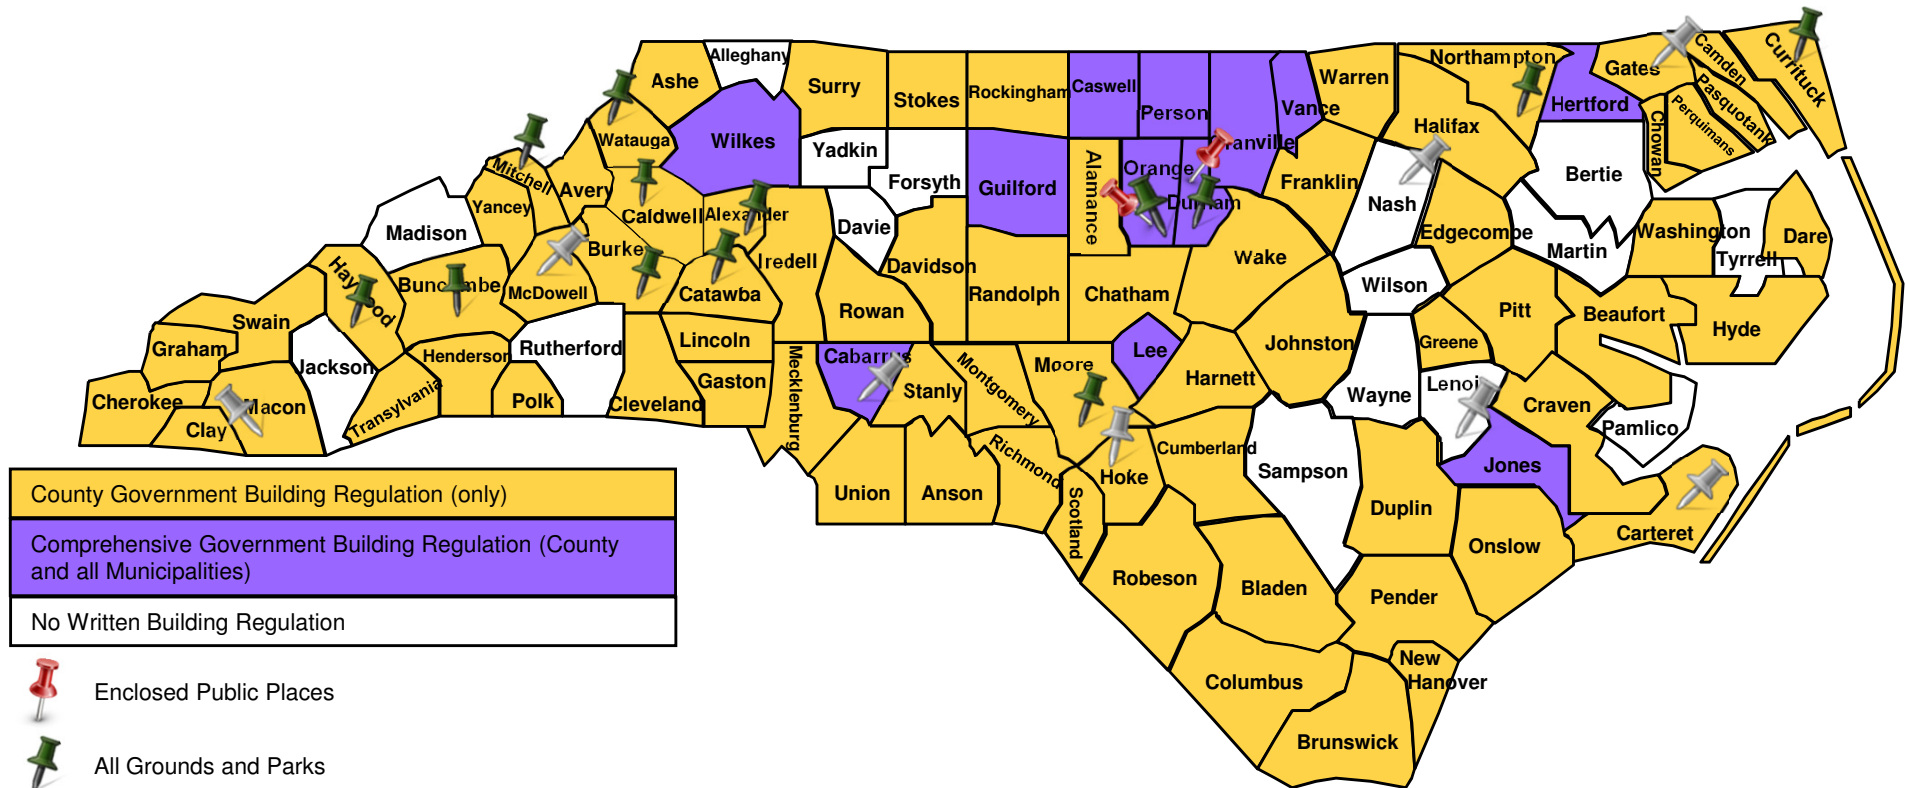 Alleghany
Ashe
Surry
Stokes
Rockingham
Caswell
Person
Granville
Vance
Warren
Northampton
Hertford
Gates
Camden
Currituck
Pasquotank
Perquimans
Chowan
Halifax
Watauga
Wilkes
Yadkin
Forsyth
Guilford
Alamance
Orange
Durham
Franklin
Nash
Bertie
Mitchell
Avery
Yancey
Caldwell
Alexander
Madison
Davie
Edgecombe
Martin
Washington
Tyrrell
Dare
Burke
Iredell
Davidson
Randolph
Chatham
Wake
Wilson
Haywood
Buncombe
McDowell
Catawba
Rowan
Pitt
Beaufort
Hyde
Swain
Graham
Jackson
Henderson
Rutherford
Lincoln
Mecklenburg
Cabarrus
Stanly
Montgomery
Moore
Lee
Harnett
Johnston
Greene
Lenoir
Wayne
Craven
Pamlico
Cherokee
Clay
Macon
Transylvania
Polk
Cleveland
Gaston
Union
Anson
Richmond
Scotland
Hoke
Cumberland
Sampson
Duplin
Jones
Onslow
Carteret
Robeson
Bladen
Pender
Columbus
New
Hanover
Brunswick
County Government Building Regulation (only)
Comprehensive Government Building Regulation (County
and all Municipalities)
No Written Building Regulation
Enclosed Public Places
All Grounds and Parks